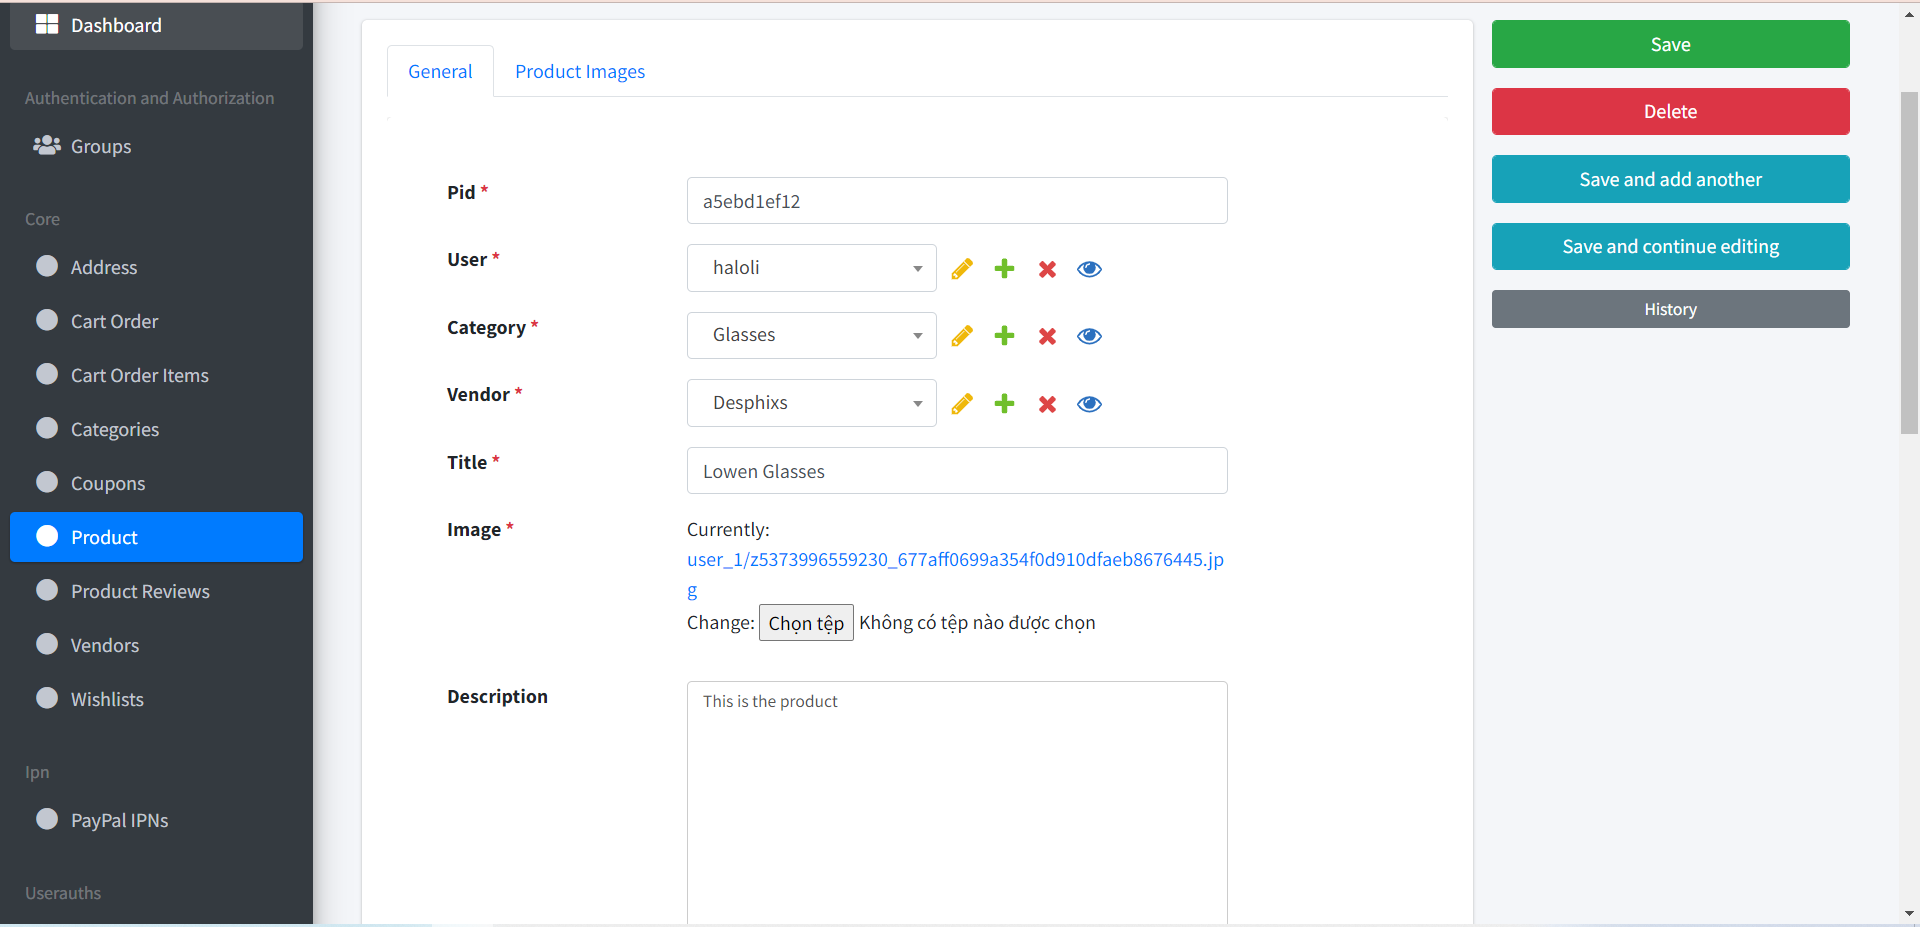 Dashboard
Authentication and Authorization
Groups
Core
Address
Cart Order
Cart Order Items
Categories
Coupons
Product
Product Reviews
Vendors
Wishlists
Ipn
PayPal IPNs
Userauths
General
Product Images
Pid *
a5ebd1ef12
User *
haloli
Category *
Glasses
Vendor *
Desphixs
Title *
Lowen Glasses
Image *
Currently:
user_1/z5373996559230_677aff0699a354f0d910dfaeb8676445.jp
g
Change: Chọn tệp Không có tệp nào được chọn
Description
This is the product
Save
Delete
Save and add another
Save and continue editing
History